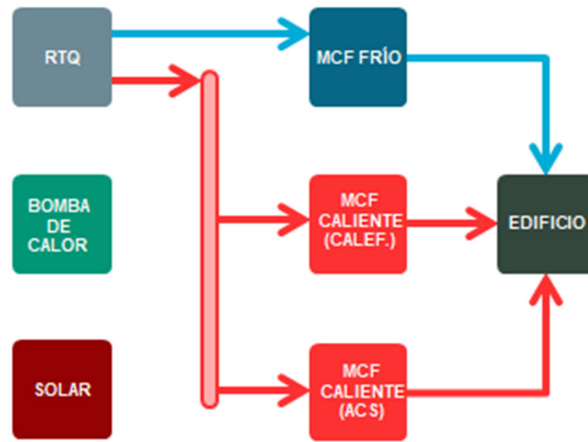 RTQ
MCF FRÍO
BOMBA
DE
CALOR
MCF
CALIENTE
(CALEF.)
EDIFICIO
SOLAR
MCF
CALIENTE
(ACS)